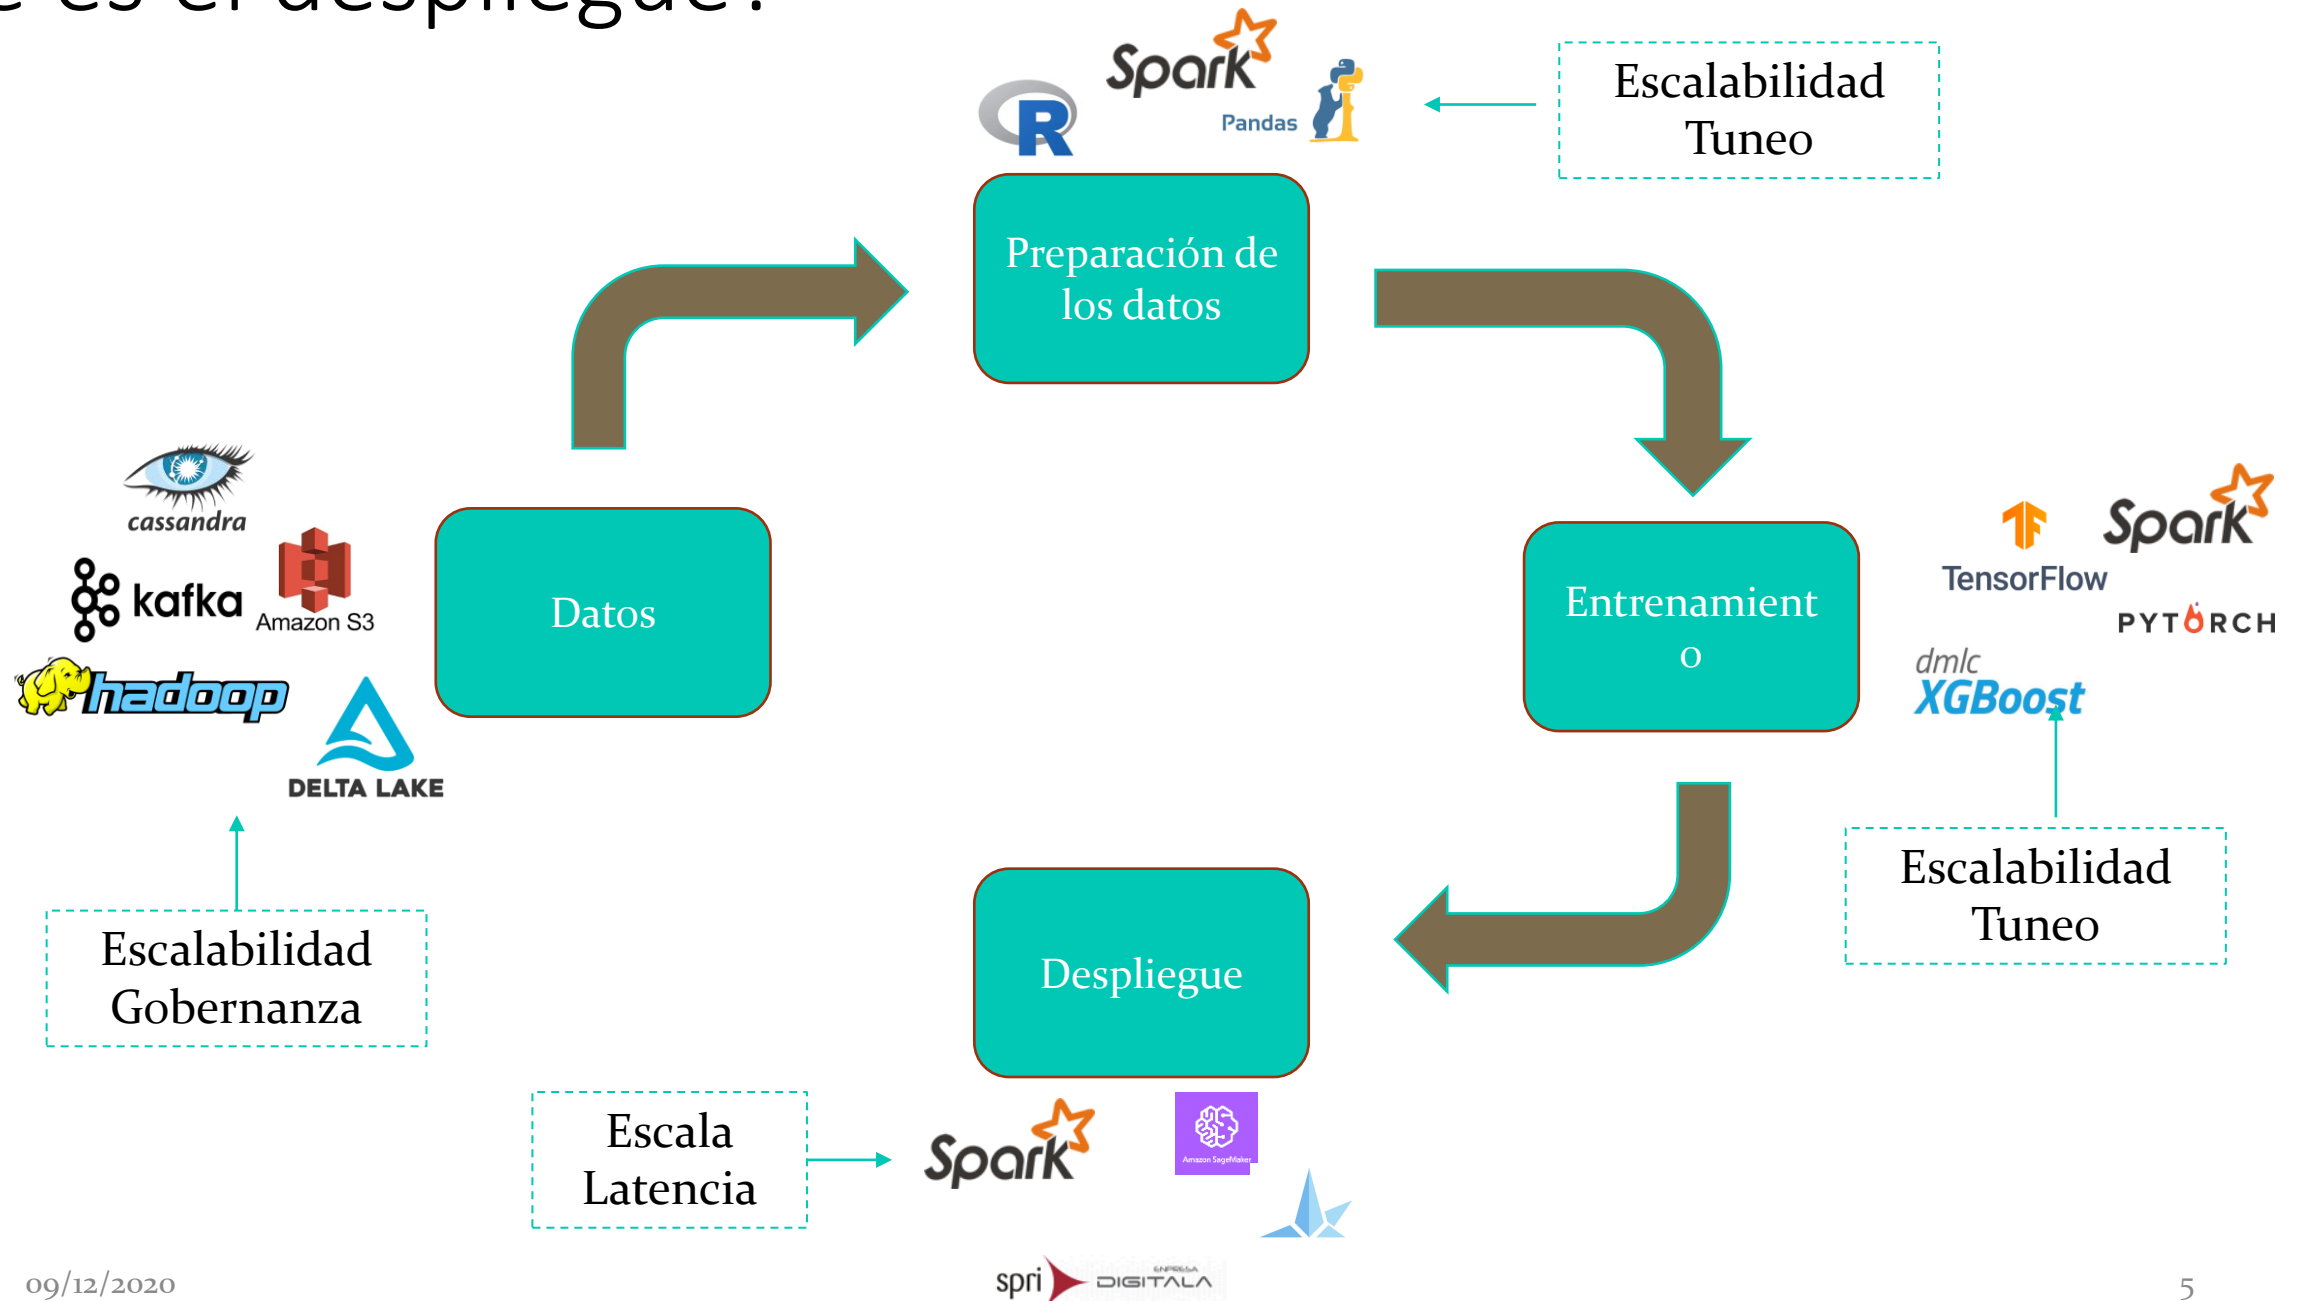 e es el despliegue?
Spark
R
Pandas
Escalabilidad
Tuneo
Preparación de
los datos
cassandra
kafka
Amazon S3
hadoop
DELTA LAKE
Datos
Entrenamient
o
TensorFlow
Spark
PYTORCH
dmlc
XGBoost
Escalabilidad
Tuneo
Escalabilidad
Gobernanza
Despliegue
Escala
Latencia
Spark
Amazon SageMaker
spri
ENPRESA
DIGITALA
09/12/2020
5